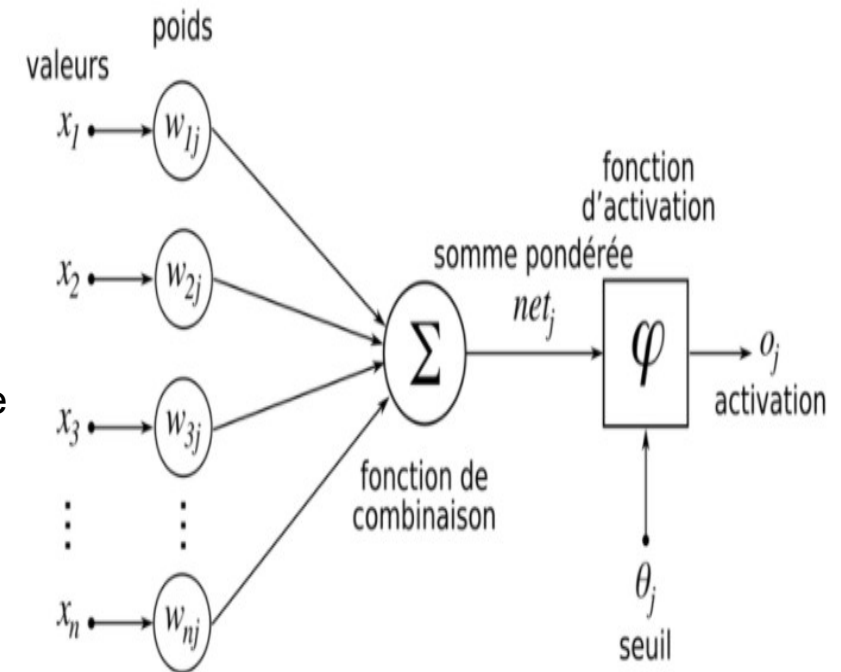 poids
valeurs
x1
w1j
x2
w2j
x3
w3j
xn
wnj
Σ
fonction de
combinaison
somme pondérée
netj
fonction
d'activation
φ
oj
activation
θj
seuil
e